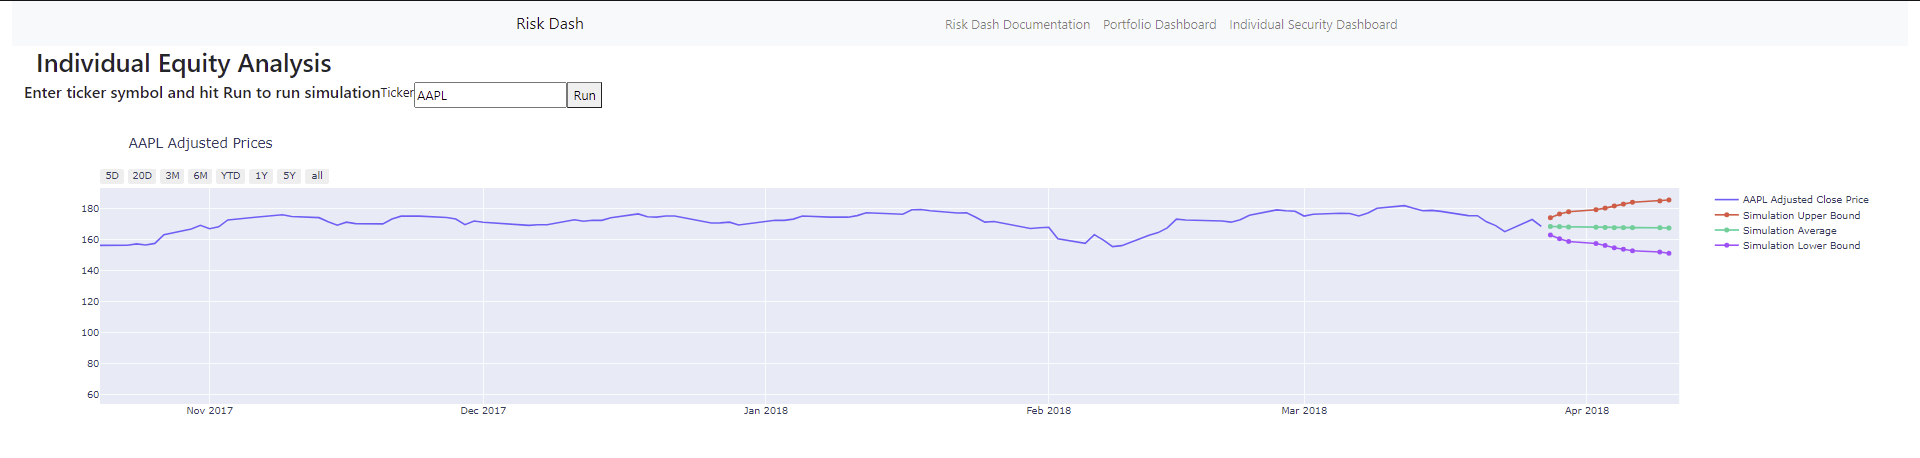 Risk Dash
Risk Dash Documentation Portfolio Dashboard Individual Security Dashboard
Individual Equity Analysis
Enter ticker symbol and hit Run to run simulation Ticker AAPL Run
AAPL Adjusted Prices
5D 20D 3M 6M YTD 1Y 5Y all
180
160
140
120
100
80
60
Nov 2017 Dec 2017 Jan 2018 Feb 2018 Mar 2018 Apr 2018
AAPL Adjusted Close Price
Simulation Upper Bound
Simulation Average
Simulation Lower Bound